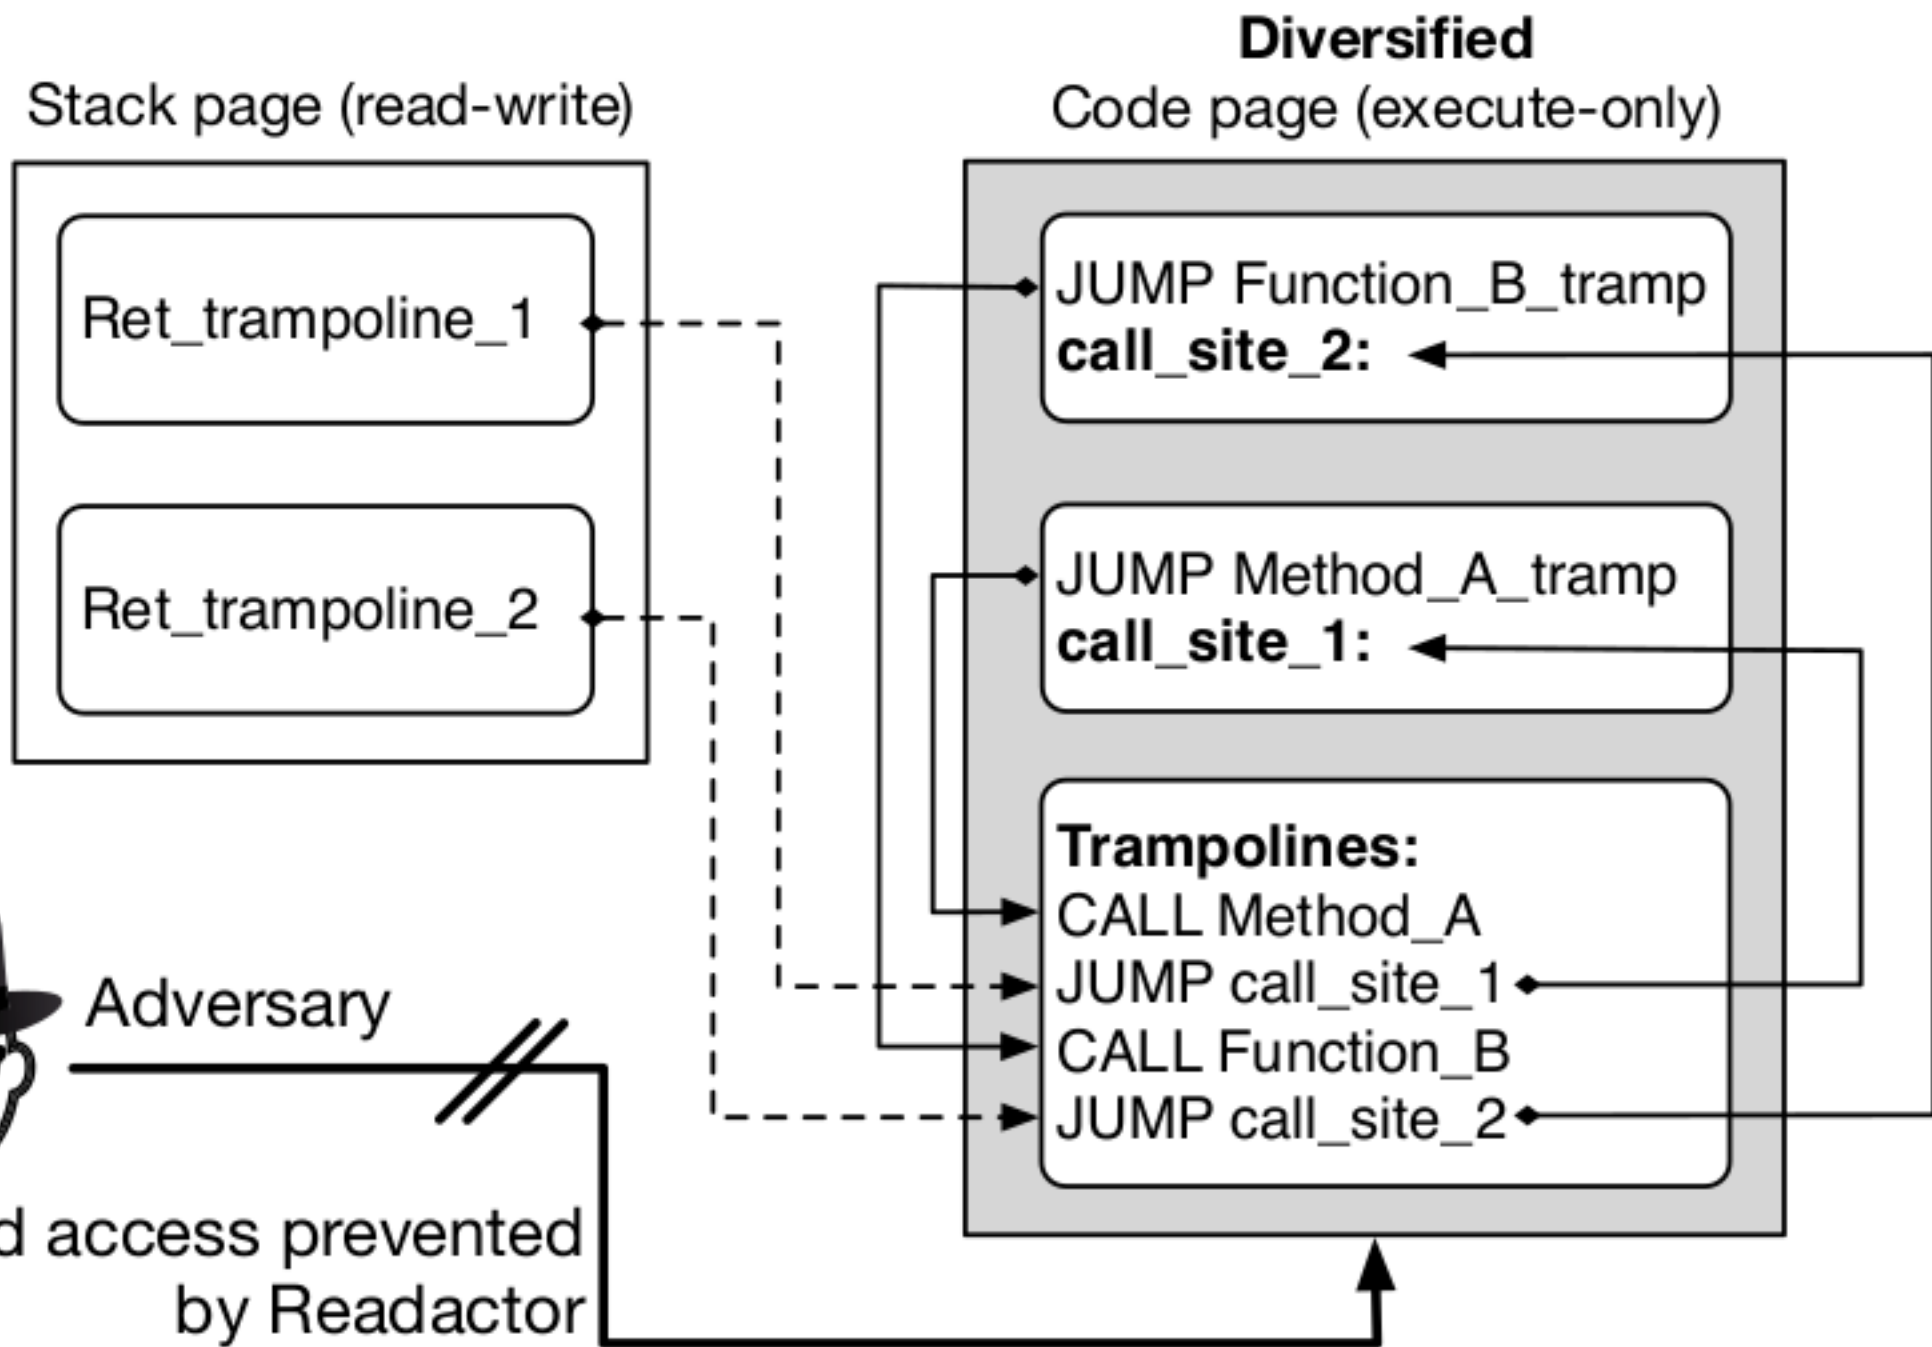 Stack page (read-write)
Ret_trampoline_1
Ret_trampoline_2
Diversified
Code page (execute-only)
JUMP Function_B_tramp
call_site_2:
JUMP Method_A_tramp
call_site_1:
Trampolines:
CALL Method_A
JUMP call_site_1
CALL Function_B
JUMP call_site_2
Adversary
access prevented
by Readactor